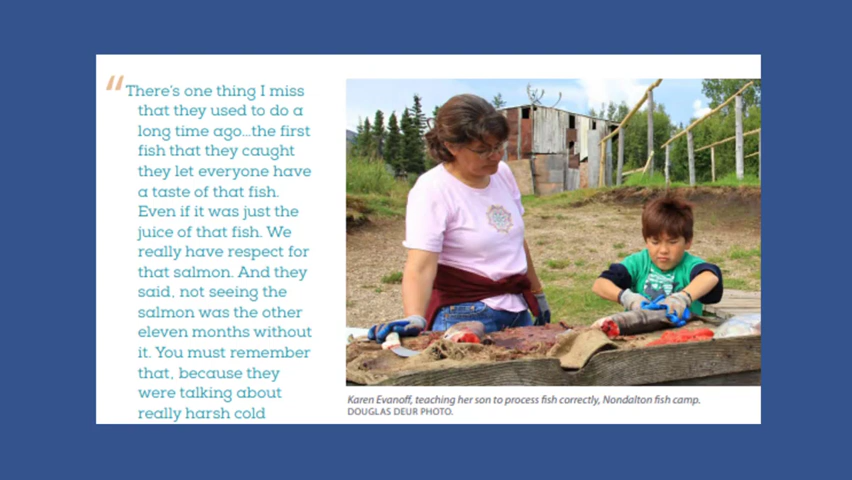 “There’s one thing I miss
that they used to do a
long time ago...the first
fish that they caught
they let everyone have
a taste of that fish.
Even if it was just the
juice of that fish. We
really have respect for
that salmon. And they
said, not seeing the
salmon was the other
eleven months without
it. You must remember
that, because they
were talking about
really harsh cold
Karen Evanoff, teaching her son to process fish correctly, Nondalton fish camp.
DOUGLAS DEUR PHOTO.